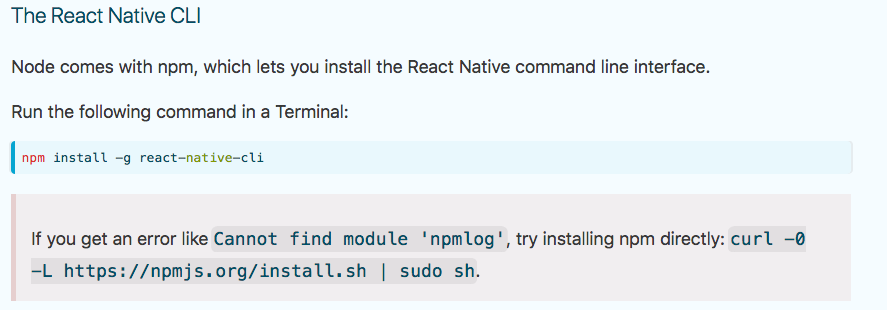 The React Native CLI
Node comes with npm, which lets you install the React Native command line interface.
Run the following command in a Terminal:
npm install -g react-native-cli
If you get an error like Cannot find module 'npmlog', try installing npm directly: curl -0
-L https://npmjs.org/install.sh | sudo sh.